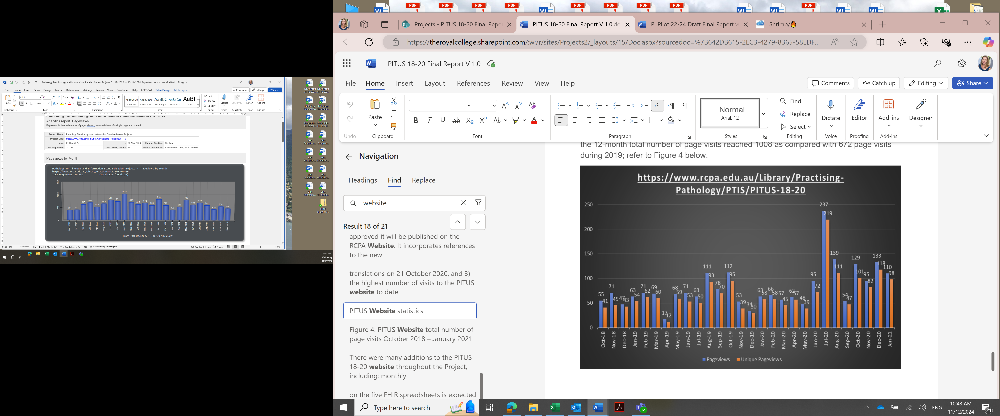 Pathology Terminology and Information Standardisation Projects 01-12-2022 to 30-11-2024 Pageviews.docx • Last Modified: 15h ago
File Home Insert Draw Design Layout References Mailings Review View Developer Help ACROBAT Table Design Table Layout
Comments Editing Share
Paste
Arial 15
AaBbCcDd AaBbCcDd AaBbC AaBbCc AaBt
Normal No Spac... Heading 1 Heading 2 Title
Find
Replace
Select
Dictate Sensitivity Editor Add-ins
Clipboard Font Paragraph Styles Editing Voice Sensitivity Editor Add-ins
Pathology Terminology and Information Standardisation Projects
Analytics report: Pageviews
Pageviews is the total number of pages viewed, repeated views of a single page are counted.
Project Name: Pathology Terminology and Information Standardisation Projects
Project URL: https://www.rcpa.edu.au/Library/Practising-Pathology/PTIS
From: 01 Dec 2022 To: 30 Nov 2024 Page or Section: Section
Total Pageviews: 14,756 Total URL(s) found: 24 Report created on: 6 December 2024, 01:13:00 PM
Pageviews by Month
Pathology Terminology and Information Standardisation Projects - Pageviews by Month
https://www.rcpa.edu.au/Library/Practising-Pathology/PTIS
Total Pageviews: 14,756 (Total URLs found: 24)
1500
1000
500
0
Dec 2022 Jan 2023 Feb 2023 Mar 2023 Apr 2023 May 2023 Jun 2023 Jul 2023 Aug 2023 Sep 2023 Oct 2023 Nov 2023 Dec 2023 Jan 2024 Feb 2024 Mar 2024 Apr 2024 May 2024 Jun 2024 Jul 2024 Aug 2024 Sep 2024 Oct 2024 Nov 2024
From: "01 Dec 2022" - To: "30 Nov 2024"
Page 1 of 5 317 words English (Australia) Text Predictions: On Accessibility: Investigate Display Settings Focus 110%
10:43 AM
Wednesday
11/12/2024
PDF PDF PDF PDF PDF PDF PDF PDF PDF
Projects - PITUS 18-20 Final Repo
PITUS 18-20 Final Report V 1.0.do
PI Pilot 22-24 Draft Final Report v
Shrimp/🔥
https://theroyalcollege.sharepoint.com/:w:/r/sites/Projects2/_layouts/15/Doc.aspx?sourcedoc=%7B642DB615-2EC3-4279-8365-58EDF...
PITUS 18-20 Final Report V 1.0
File Home Insert Layout References Review View Help
Comments Catch up Editing Share
Undo
Paste
Clipboard
Font
Paragraph
Normal
Arial, 12
Styles
Find
Replace
Select
Editing
Dictate
Voice
Editor
Proofing
Add-ins
Add-ins
Designer
Navigation
Headings Find Replace
website
Result 18 of 21
approved it will be published on the
RCPA Website. It incorporates references
to the new
translations on 21 October 2020, and 3)
the highest number of visits to the PITUS
website to date.
PITUS Website statistics
Figure 4: PITUS Website total number of
page visits October 2018 – January 2021
There were many additions to the PITUS
18-20 website throughout the Project,
including: monthly
on the five FHIR spreadsheets is expected
the 12-month total number of page visits reached 1008 as compared with 672 page visits
during 2019; refer to Figure 4 below.
https://www.rcpa.edu.au/Library/Practising-
Pathology/PTIS/PITUS-18-20
250
200
150
100
50
0
55 71 47 63 71 69 17 68 71 63 111 78 112 53 34 63 66 57 62 48 95 237 139 54 129 95 133 110
41 45 43 54 62 60 12 59 53 50 93 70 95 39 30 58 58 45 57 39 72 219 111 47 101 82 118 98
Oct-18 Nov-18 Dec-18 Jan-19 Feb-19 Mar-19 Apr-19 May-19 Jun-19 Jul-19 Aug-19 Sep-19 Oct-19 Nov-19 Dec-19 Jan-20 Feb-20 Mar-20 Apr-20 May-20 Jun-20 Jul-20 Aug-20 Sep-20 Oct-20 Nov-20 Dec-20 Jan-21
Pageviews Unique Pageviews
Type here to search
ENG
10:43 AM
11/12/2024
21